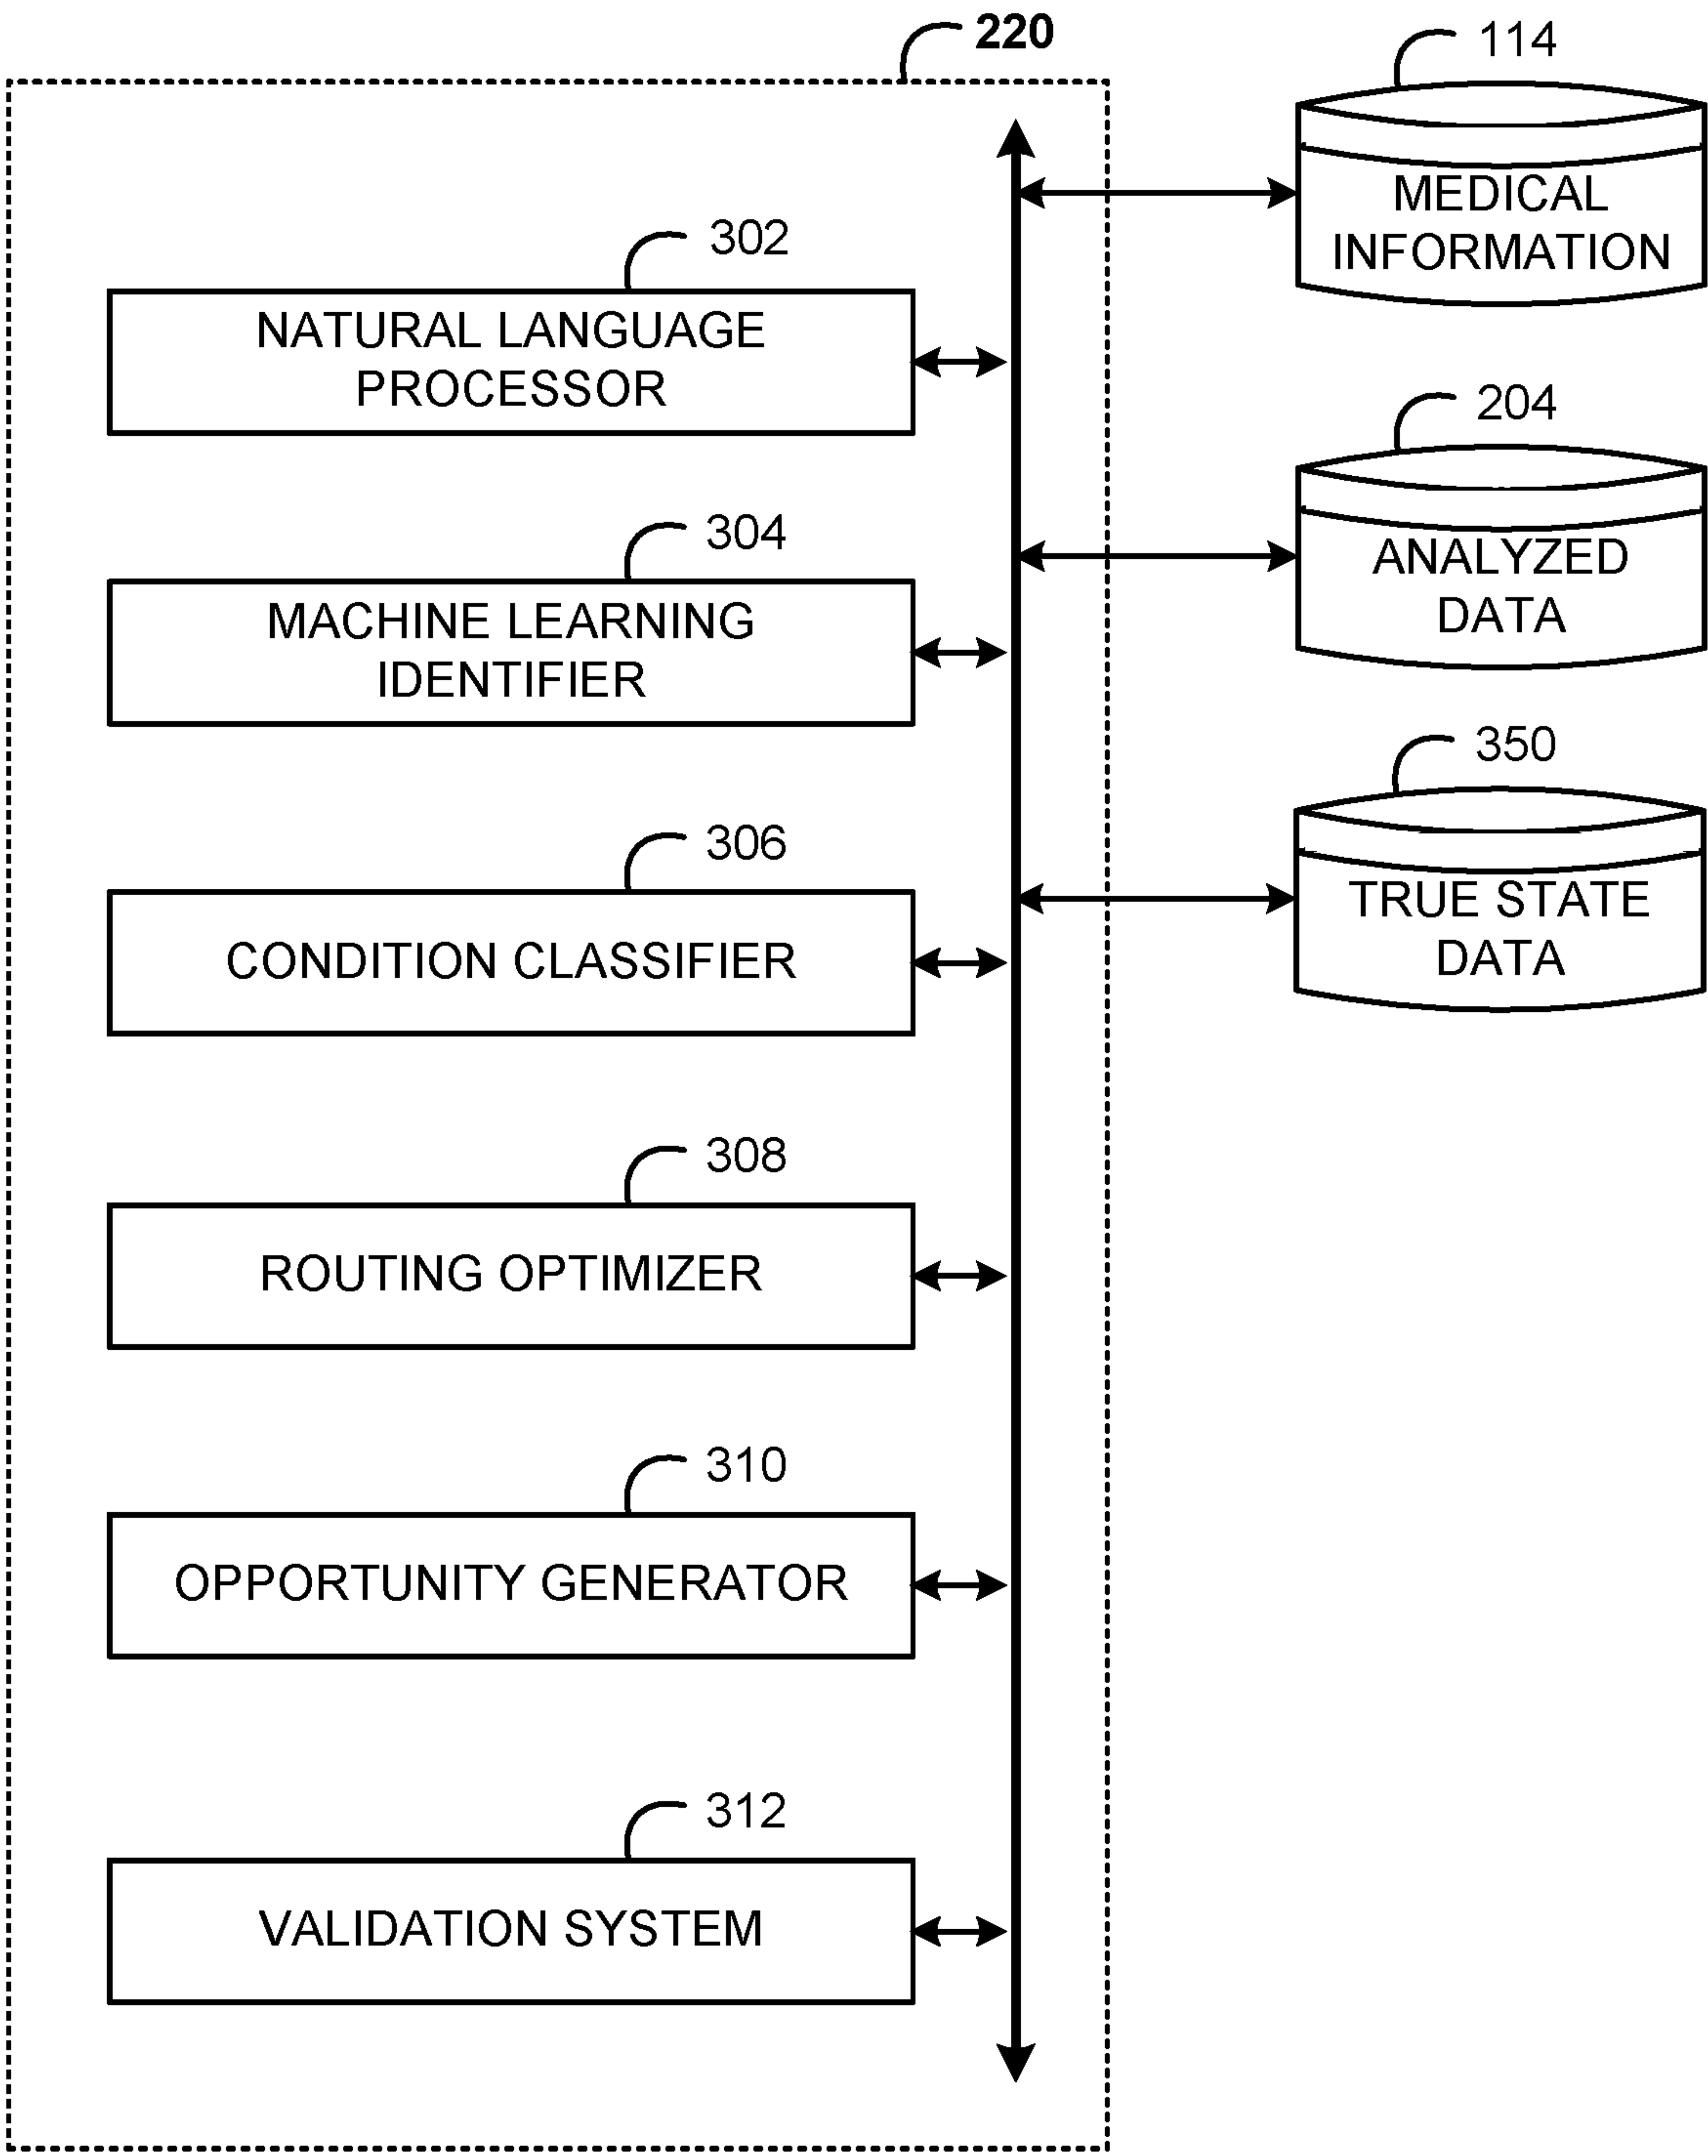 220
114
MEDICAL
INFORMATION
302
NATURAL LANGUAGE
PROCESSOR
204
ANALYZED
DATA
304
MACHINE LEARNING
IDENTIFIER
350
TRUE STATE
DATA
306
CONDITION CLASSIFIER
308
ROUTING OPTIMIZER
310
OPPORTUNITY GENERATOR
312
VALIDATION SYSTEM